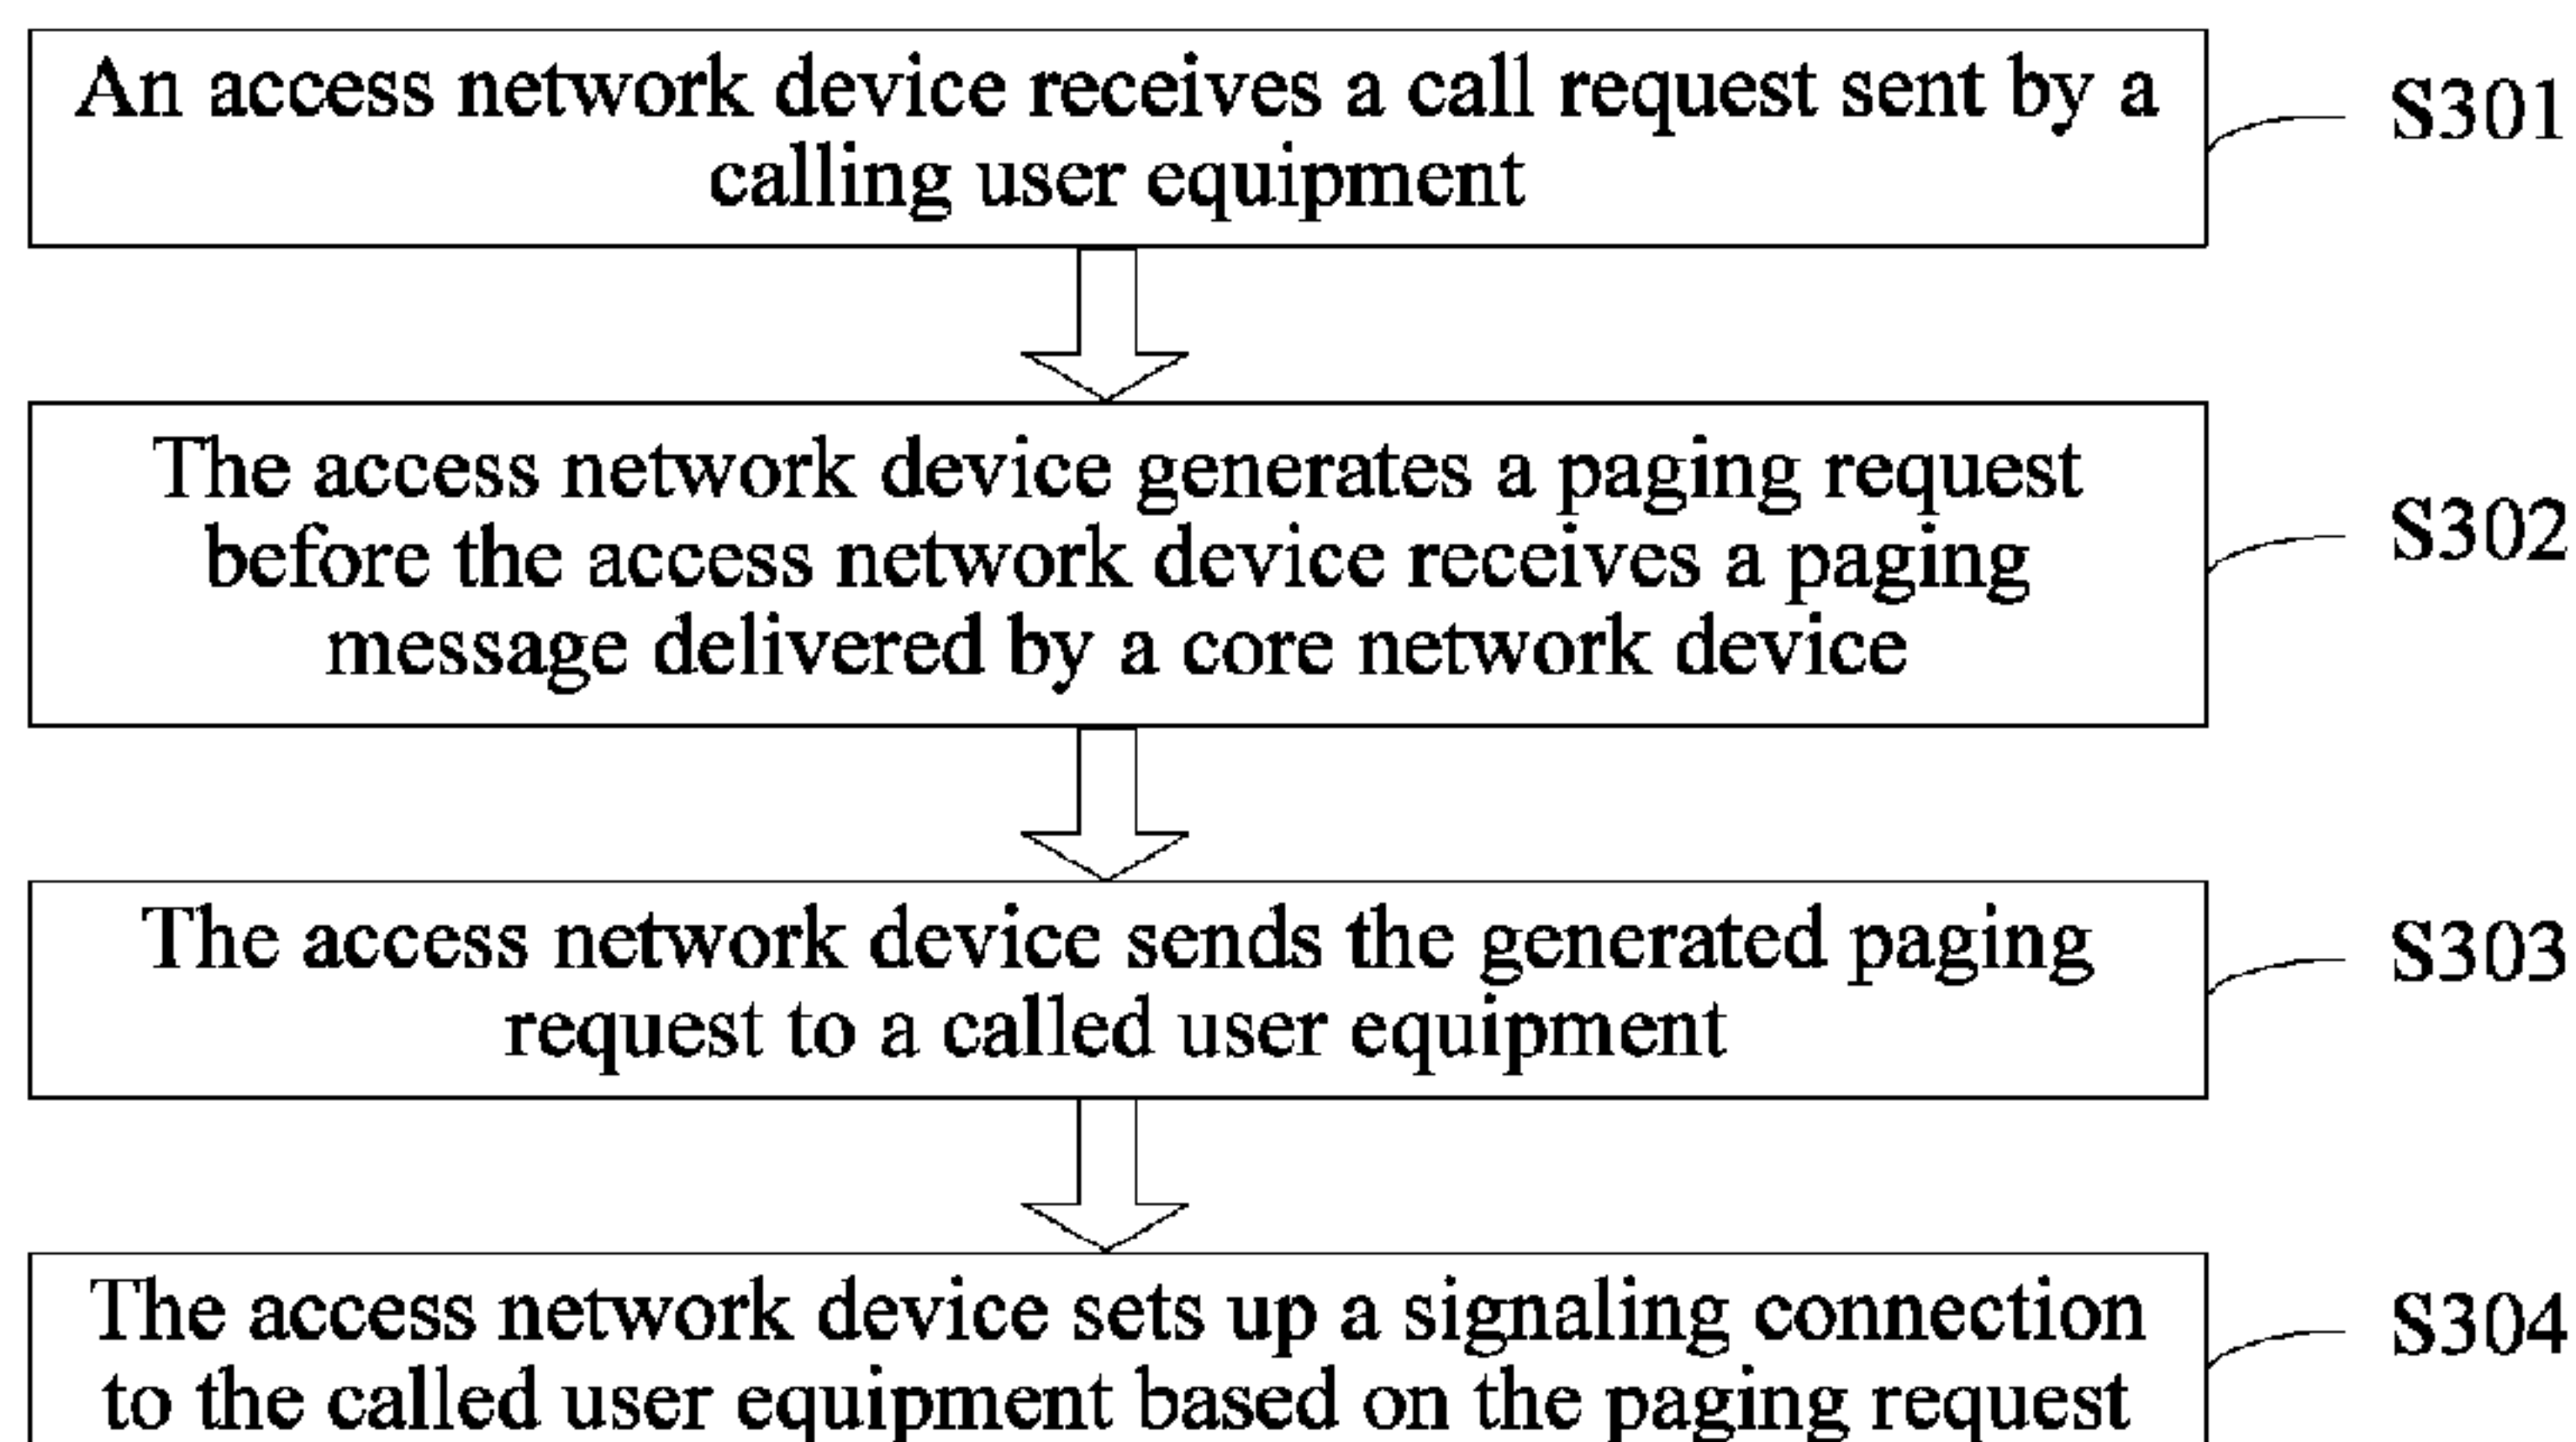 An access network device receives a call request sent by a
calling user equipment
S301
The access network device generates a paging request
before the access network device receives a paging
message delivered by a core network device
S302
The access network device sends the generated paging
request to a called user equipment
S303
The access network device sets up a signaling connection
to the called user equipment based on the paging request
S304